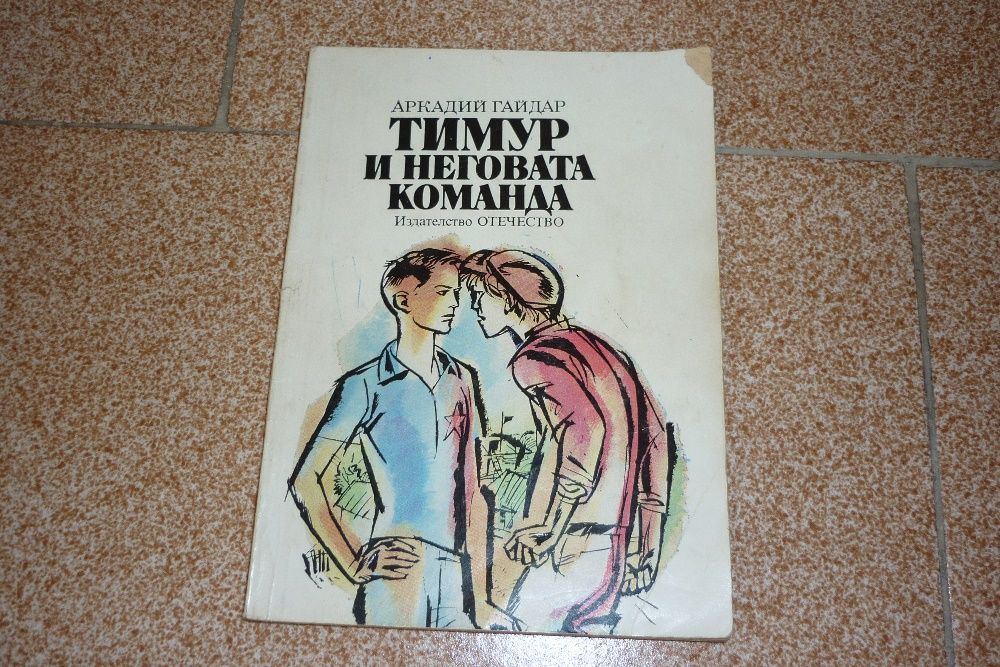 АРКАДИЙ ГАЙДАР
ТИМУР
И НЕГОВАТА
КОМАНДА
Издателство ОТЕЧЕСТВО